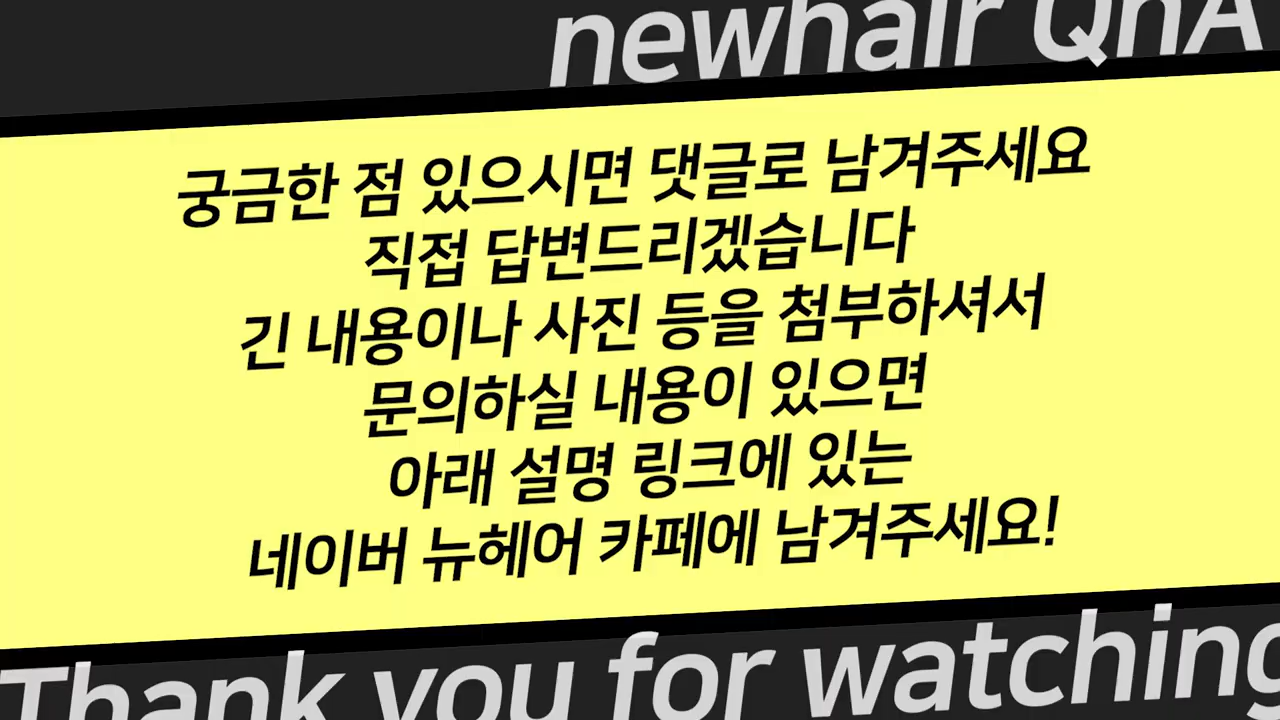 newhair QnA
궁금한 점 있으시면 댓글로 남겨주세요
직접 답변드리겠습니다
긴 내용이나 사진 등을 첨부하셔서
문의하실 내용이 있으면
아래 설명 링크에 있는
네이버 뉴헤어 카페에 남겨주세요!
Thank you for watching